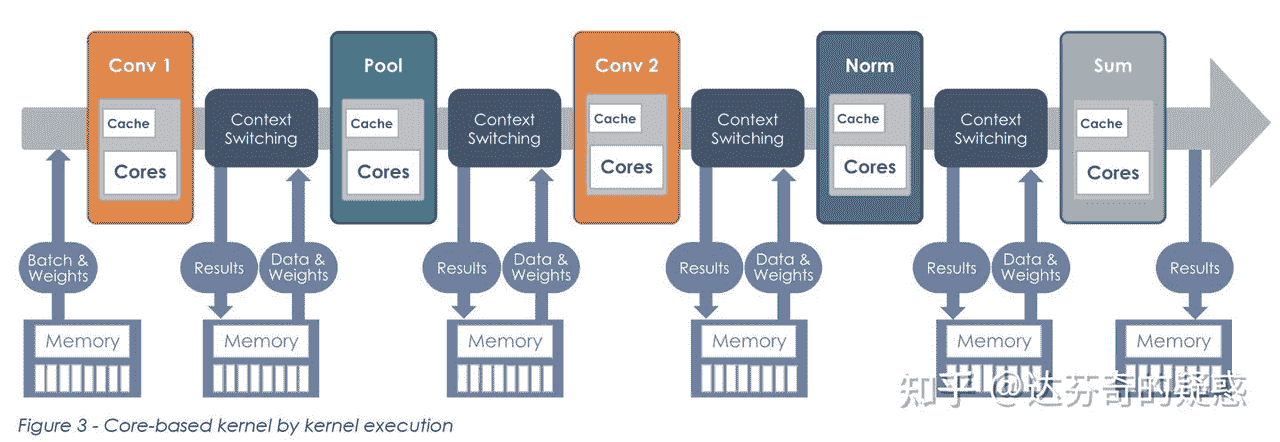 Conv 1
Cache
Cores
Context
Switching
Pool
Cache
Cores
Context
Switching
Conv 2
Cache
Cores
Context
Switching
Norm
Cache
Cores
Context
Switching
Sum
Cache
Cores
Batch &
Weights
Results
Data &
Weights
Results
Data &
Weights
Results
Data &
Weights
Results
Data &
Weights
Results
Memory
Memory
Memory
Memory
Memory
Memory
知乎 @达芬奇的疑惑
Figure 3 - Core-based kernel by kernel execution